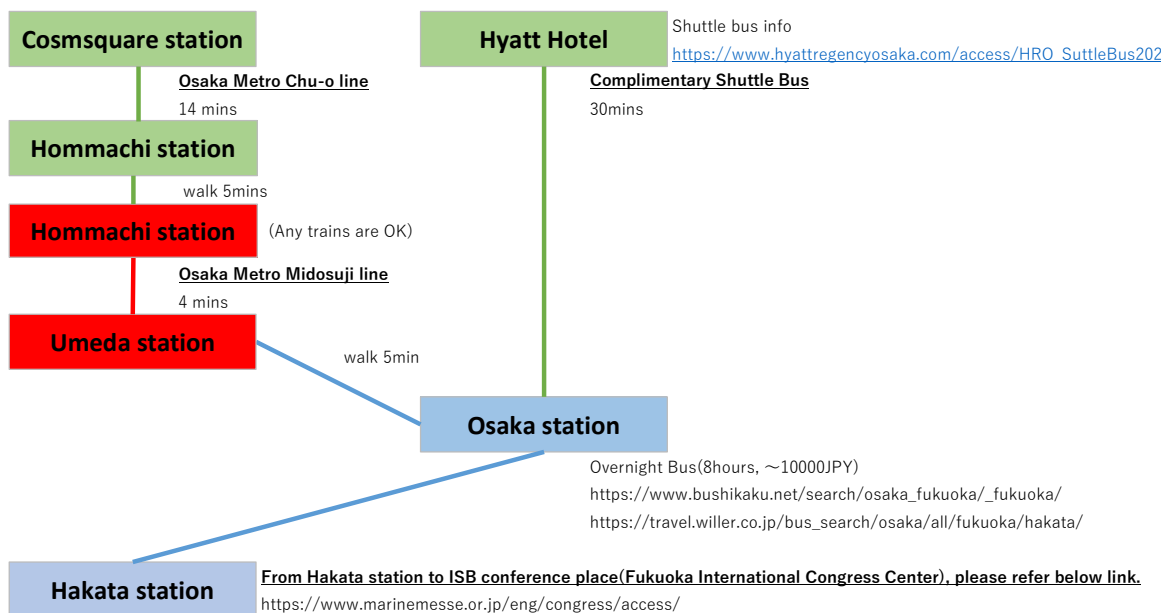 Cosmsquare station
Hyatt Hotel
Shuttle bus info
https://www.hyattregencyosaka.com/access/HRO_SuttleBus202
Osaka Metro Chu-o line
14 mins
Complimentary Shuttle Bus
30mins
Hommachi station
walk 5mins
Hommachi station
(Any trains are OK)
Osaka Metro Midosuji line
4 mins
Umeda station
walk 5min
Osaka station
Overnight Bus(8hours, ～10000JPY)
https://www.bushikaku.net/search/osaka_fukuoka/_fukuoka/
https://travel.willer.co.jp/bus_search/osaka/all/fukuoka/hakata/
Hakata station
From Hakata station to ISB conference place(Fukuoka International Congress Center), please refer below link.
https://www.marinemesse.or.jp/eng/congress/access/